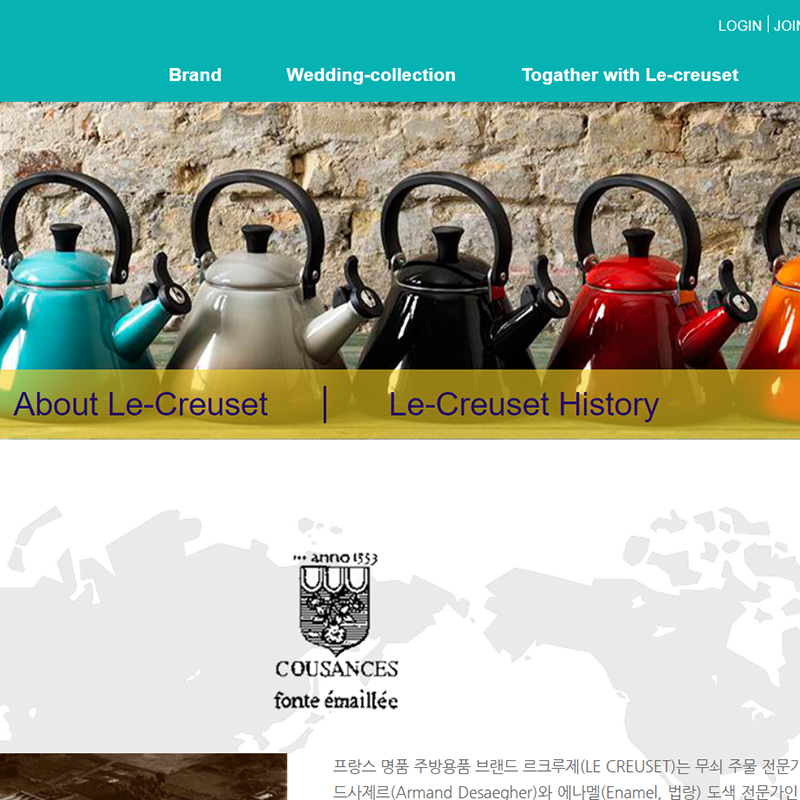 LOGIN | JOIN
Brand Wedding-collection Togather with Le-creuset
About Le-Creuset | Le-Creuset History
··· anno 1553
COUSANCES
fonte émaillée
프랑스 명품 주방용품 브랜드 르크루제(LE CREUSET)는 무쇠 주물 전문가
드사제르(Armand Desaegher)와 에나멜(Enamel, 법랑) 도색 전문가인